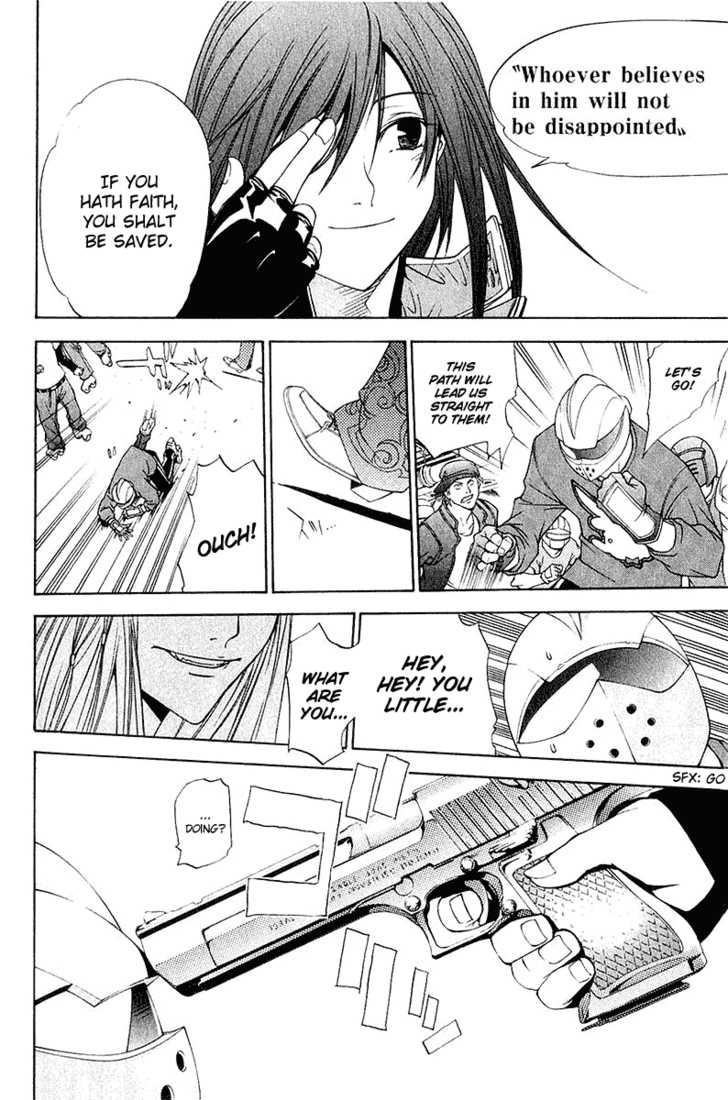 "Whoever believes
in him will not
be disappointed„
IF YOU
HATH FAITH,
YOU SHALT
BE SAVED.
LET'S
GO!
THIS
PATH WILL
LEAD US
STRAIGHT
TO THEM!
OUCH!
HEY,
HEY! YOU
LITTLE...
WHAT
ARE
YOU...
SFX: GO
...
DOING?